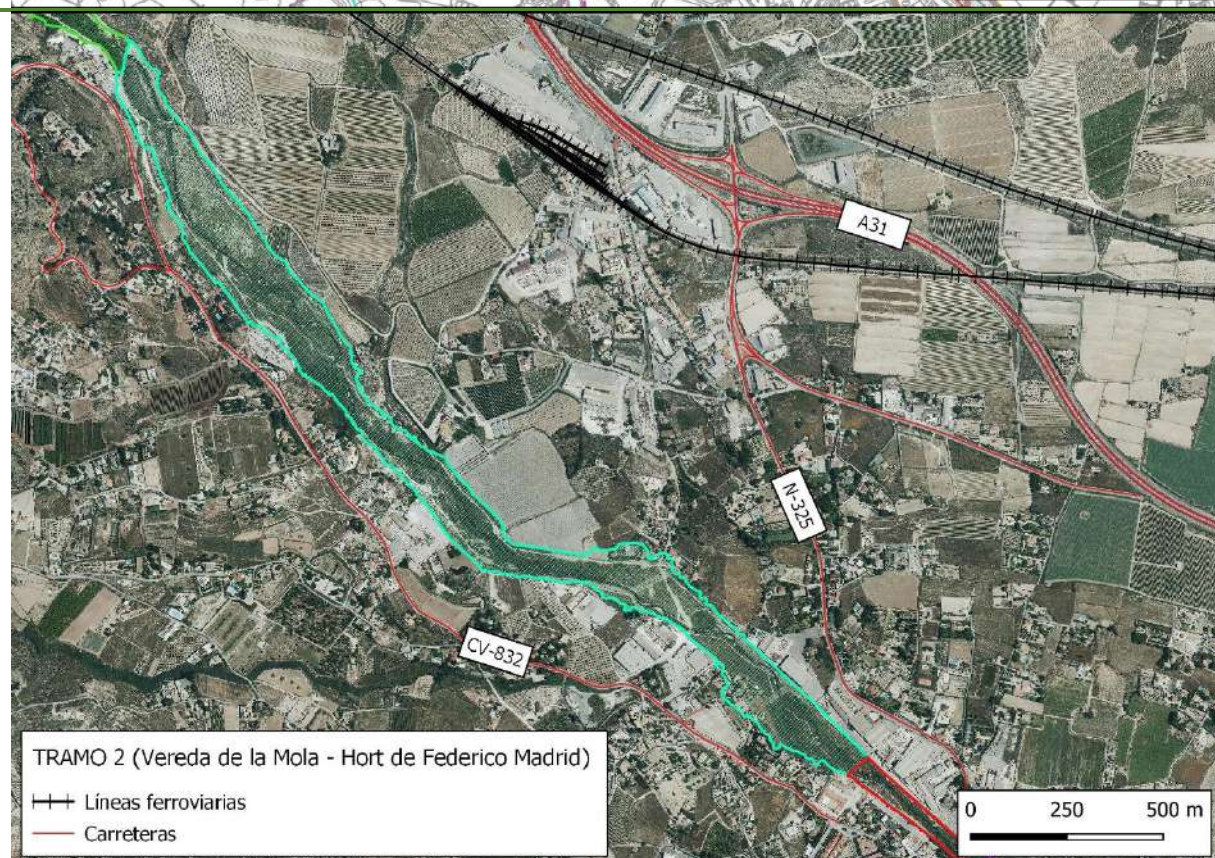 A31
N-325
CV-832
TRAMO 2 (Vereda de la Mola - Hort de Federico Madrid)
Líneas ferroviarias
Carreteras
0 250 500 m